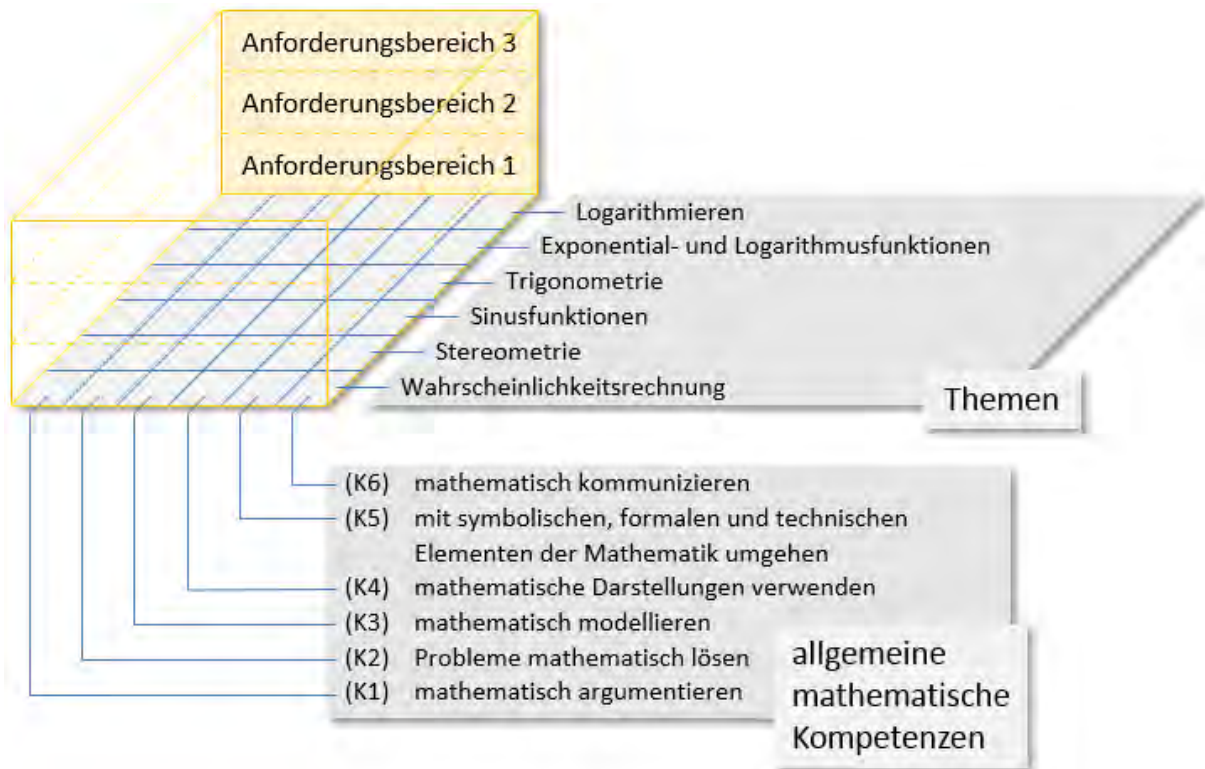 Anforderungsbereich 3
Anforderungsbereich 2
Anforderungsbereich 1
Logarithmieren
Exponential- und Logarithmusfunktionen
Trigonometrie
Sinusfunktionen
Stereometrie
Wahrscheinlichkeitsrechnung
Themen
(K6) mathematisch kommunizieren
(K5) mit symbolischen, formalen und technischen
Elementen der Mathematik umgehen
(K4) mathematische Darstellungen verwenden
(K3) mathematisch modellieren
(K2) Probleme mathematisch lösen
(K1) mathematisch argumentieren
allgemeine
mathematische
Kompetenzen